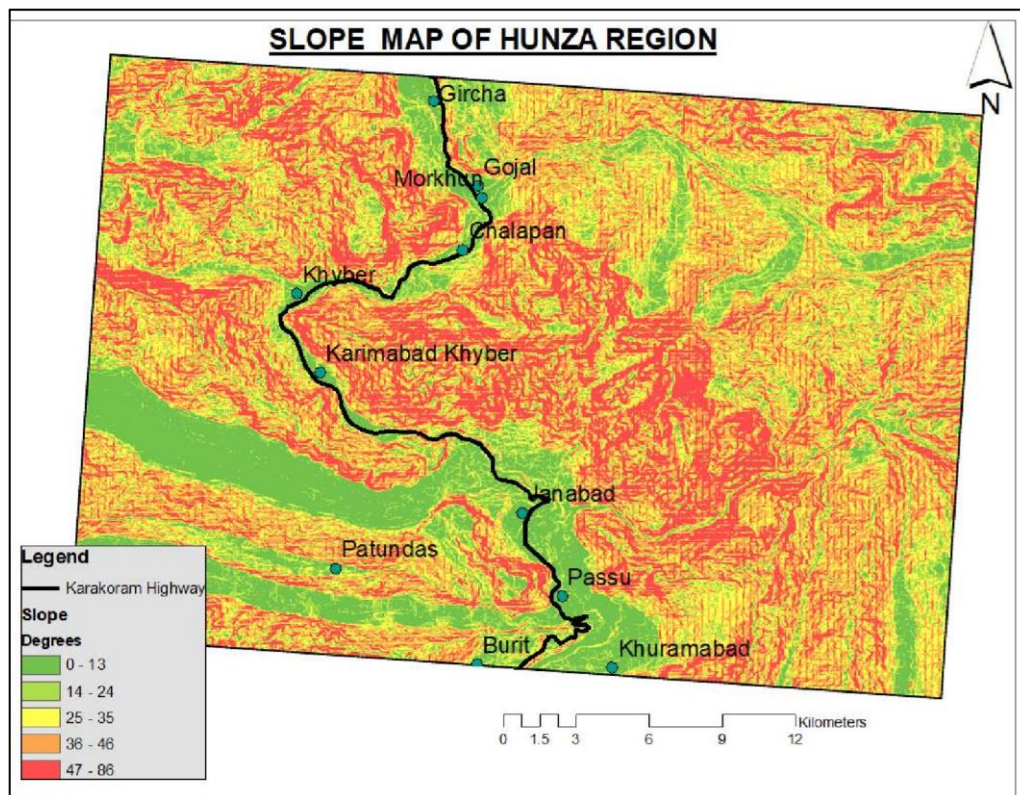 SLOPE MAP OF HUNZA REGION
N
Gircha
Gojal
Morkhun
Chalapan
Khyber
Karimabad Khyber
Janabad
Patundas
Passu
Burit
Khuramabad
Legend
Karakoram Highway
Slope
Degrees
0 - 13
14 - 24
25 - 35
36 - 46
47 - 86
Kilometers
0 1.5 3 6 9 12